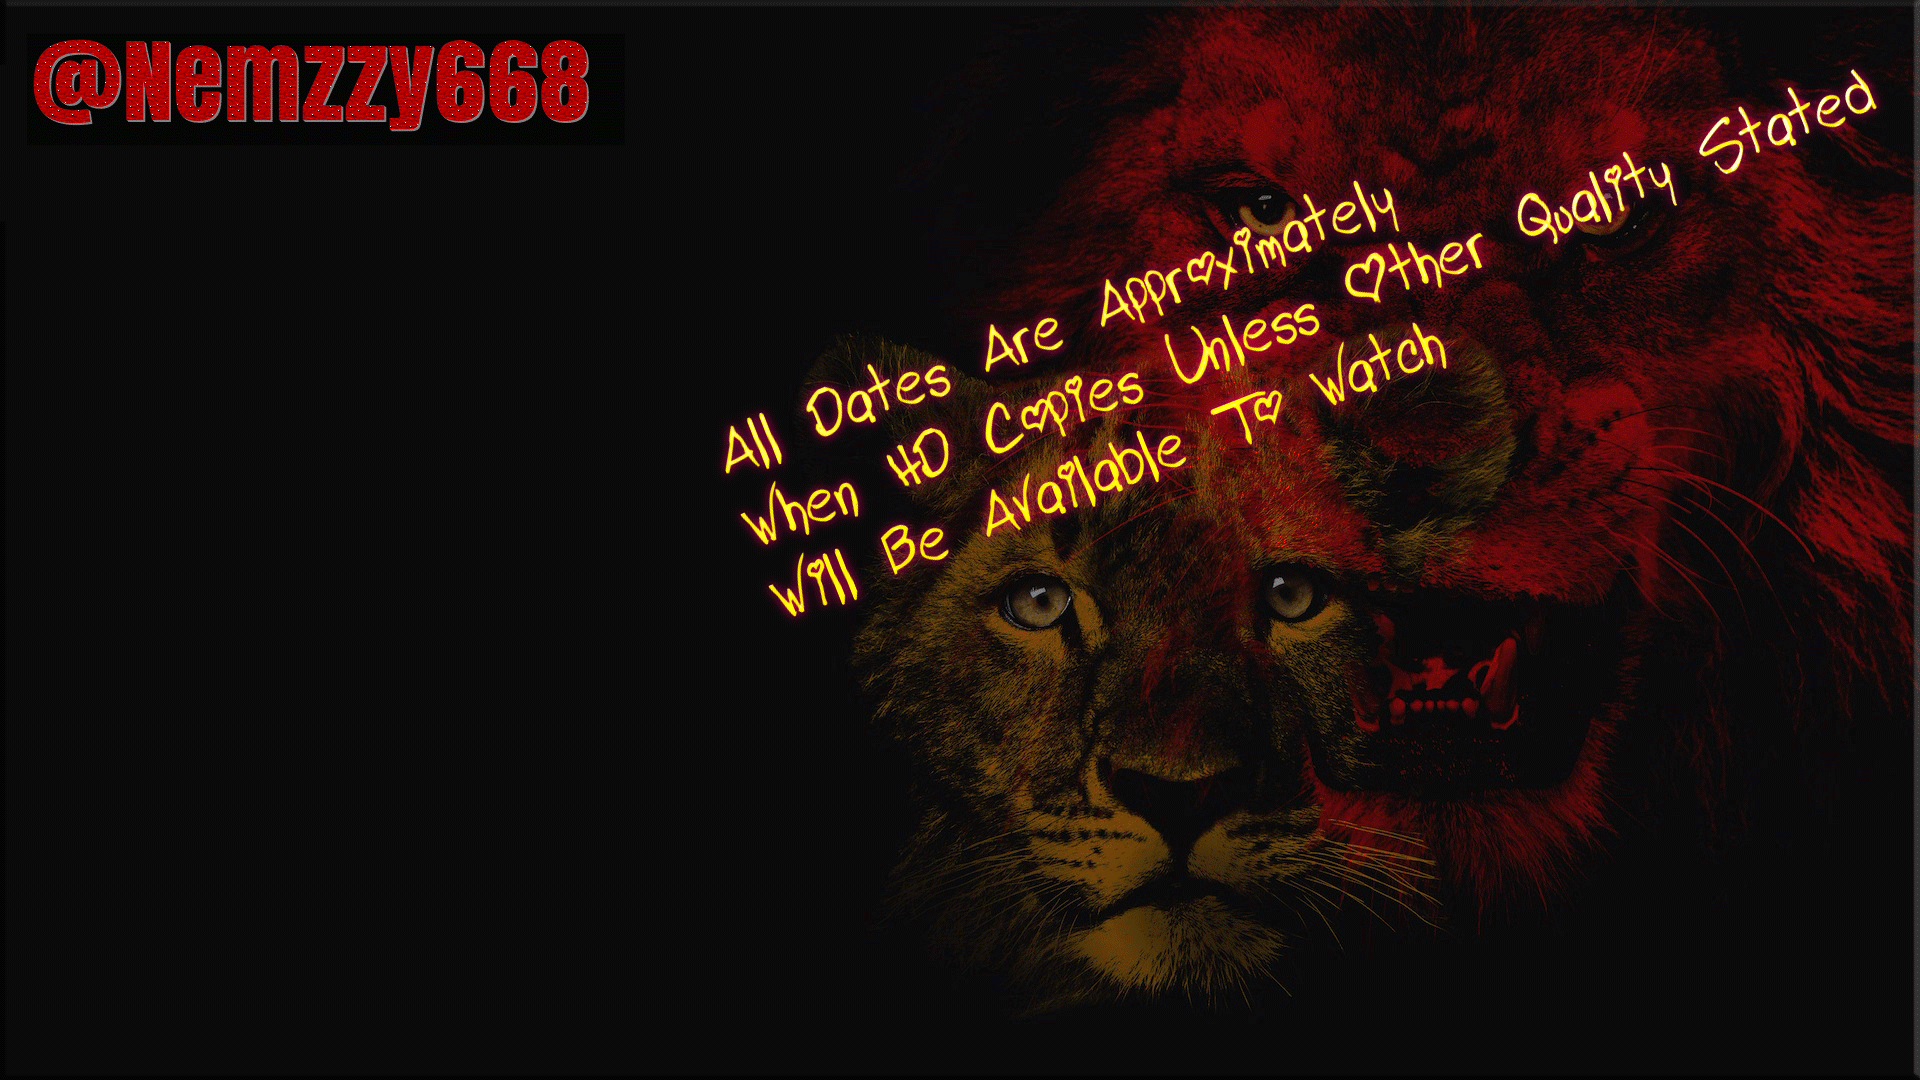 @Nemzzy668
All Dates Are Approximately
When HD Copies Unless Other Quality Stated
Will Be Available To Watch